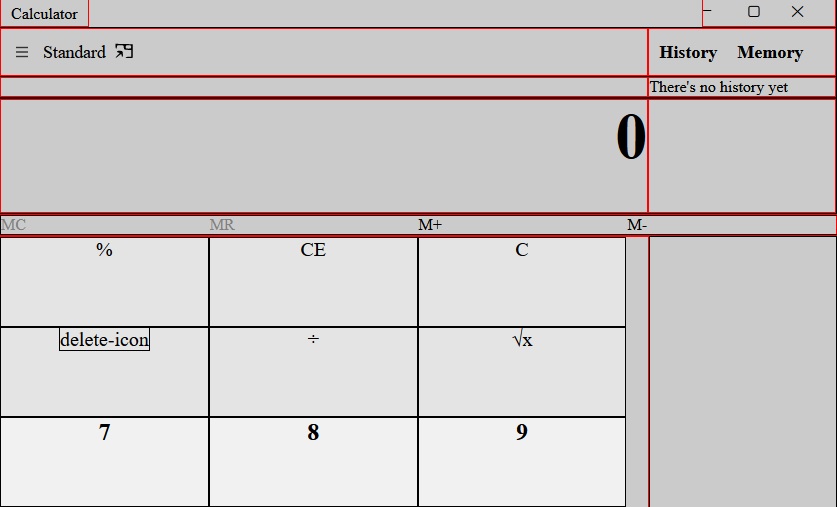 Calculator
Standard History Memory
There's no history yet
0
MC MR M+ M-
% CE C
delete-icon ÷ √x
7 8 9